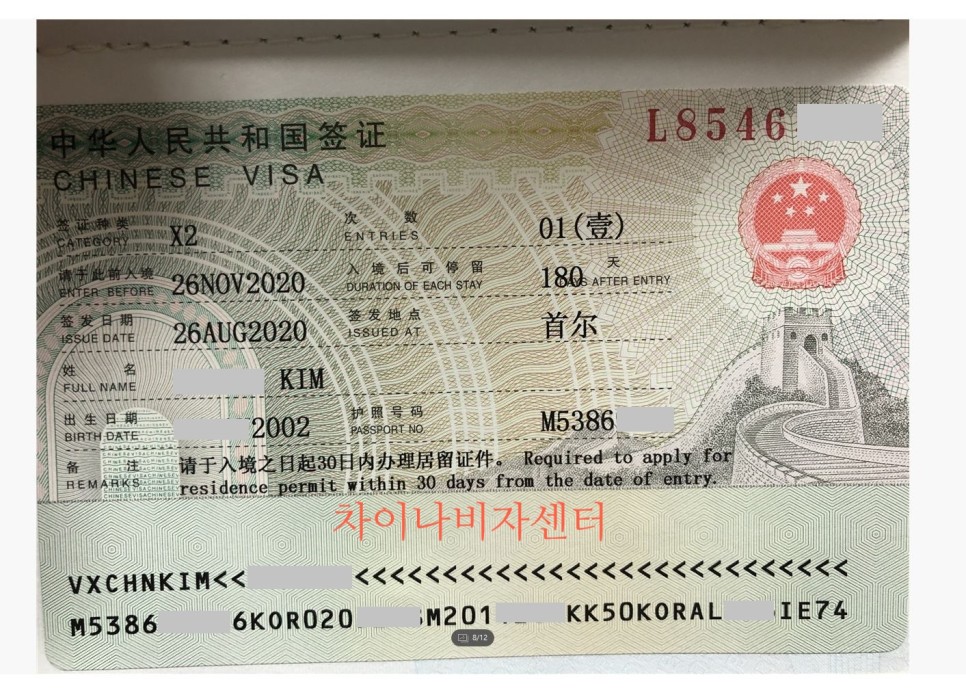 中华人民共和国签证 L8546
CHINESE VISA
签证种类 次 数
CATEGORY X2 ENTRIES 01(壹)
请于此前入境 入境后可停留 天
ENTER BEFORE 26NOV2020 DURATION OF EACH STAY 180 DAYS AFTER ENTRY
签发日期 签发地点
ISSUE DATE 26AUG2020 ISSUED AT 首尔
姓 名
FULL NAME KIM
出生日期 护照号码
BIRTH DATE 2002 PASSPORT NO. M5386
备 注 请于入境之日起30日内办理居留证件。 Required to apply for
REMARKS residence permit within 30 days from the date of entry.
차이나비자센터
VXCHNKIM<< <<<<<<<<<<<<<<<<<<<<<<<<<<<<
M5386 6KOR020 M201 KK50KORAL IE74
8/12